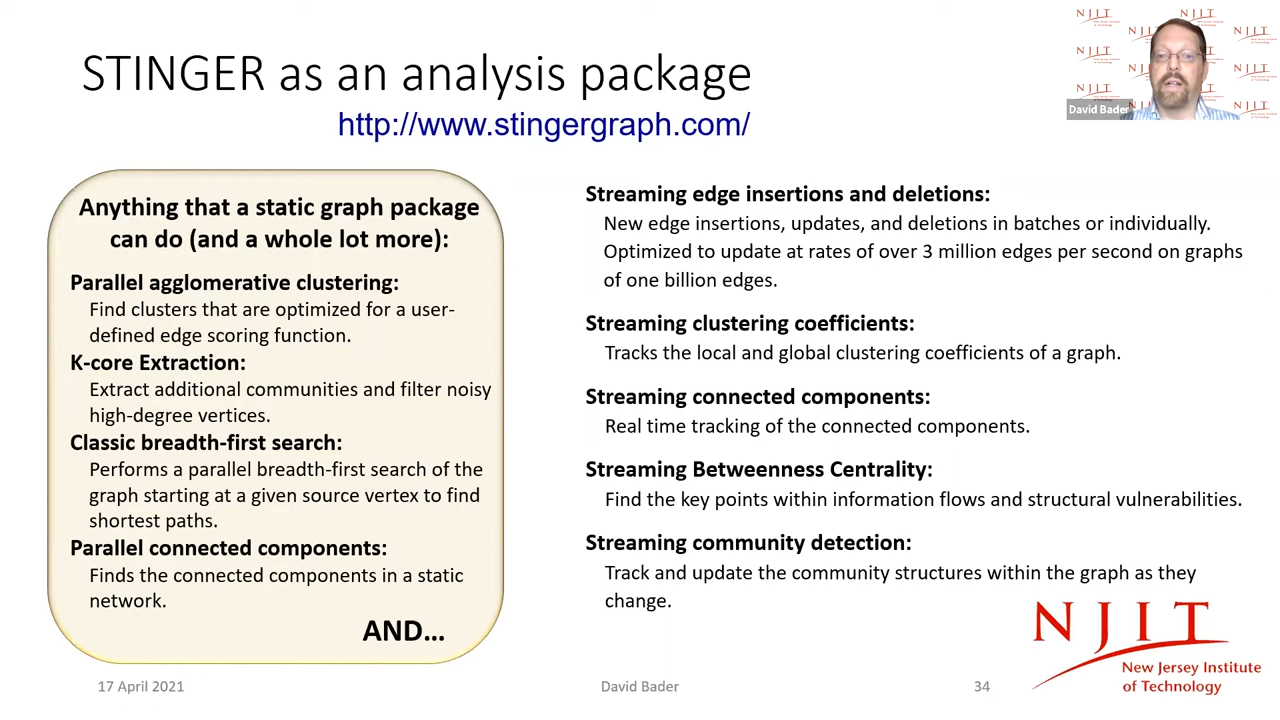 STINGER as an analysis package
http://www.stingergraph.com/
Anything that a static graph package
can do (and a whole lot more):
Parallel agglomerative clustering:
Find clusters that are optimized for a user-
defined edge scoring function.
K-core Extraction:
Extract additional communities and filter noisy
high-degree vertices.
Classic breadth-first search:
Performs a parallel breadth-first search of the
graph starting at a given source vertex to find
shortest paths.
Parallel connected components:
Finds the connected components in a static
network.
AND...
Streaming edge insertions and deletions:
New edge insertions, updates, and deletions in batches or individually.
Optimized to update at rates of over 3 million edges per second on graphs
of one billion edges.
Streaming clustering coefficients:
Tracks the local and global clustering coefficients of a graph.
Streaming connected components:
Real time tracking of the connected components.
Streaming Betweenness Centrality:
Find the key points within information flows and structural vulnerabilities.
Streaming community detection:
Track and update the community structures within the graph as they
change.
NJIT
New Jersey Institute
of Technology
17 April 2021
David Bader
34
NJIT
David Bader